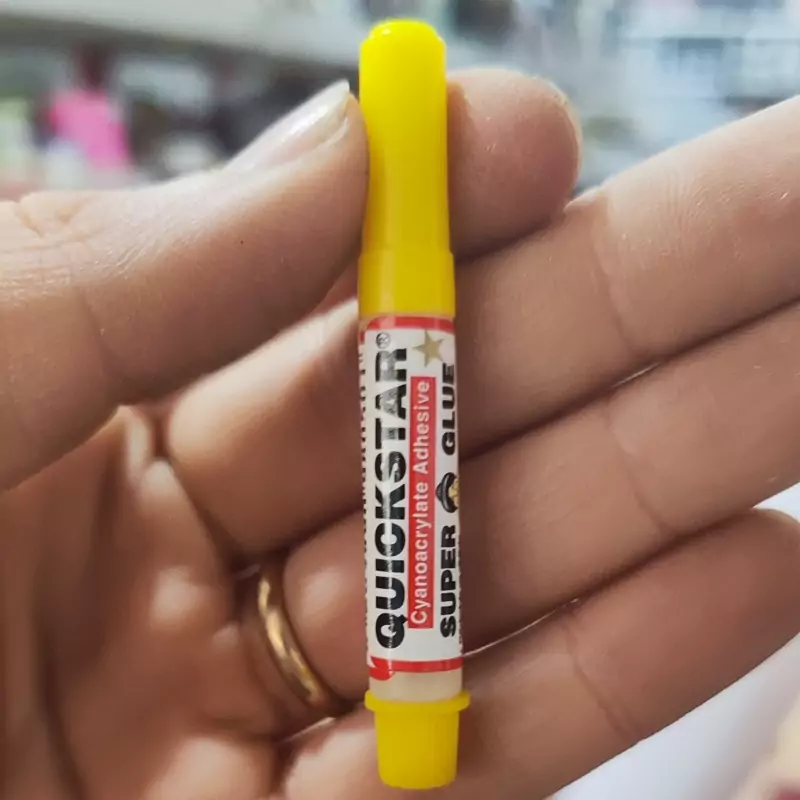 QUICKSTAR®
Cyanoacrylate Adhesive
SUPER GLUE